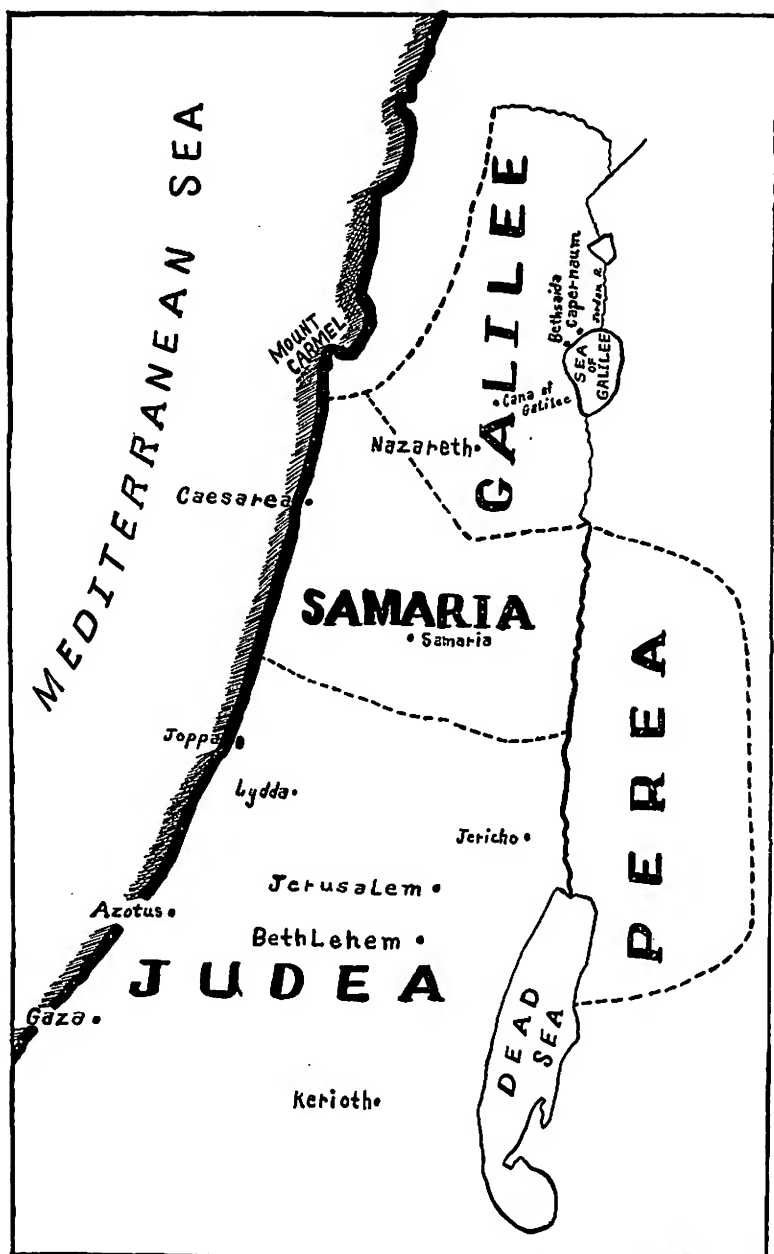 MEDITERRANEAN SEA
GALILEE
Bethsaida
Capernaum
Jordan R.
MOUNT
CARMEL
SEA
OF
GALILEE
Cana of
Galilee
Nazareth
Caesarea
SAMARIA
Samaria
PEREA
Joppa
Lydda
Jericho
Jerusalem
Azotus
BethLehem
JUDEA
DEAD
SEA
Gaza
Kerioth